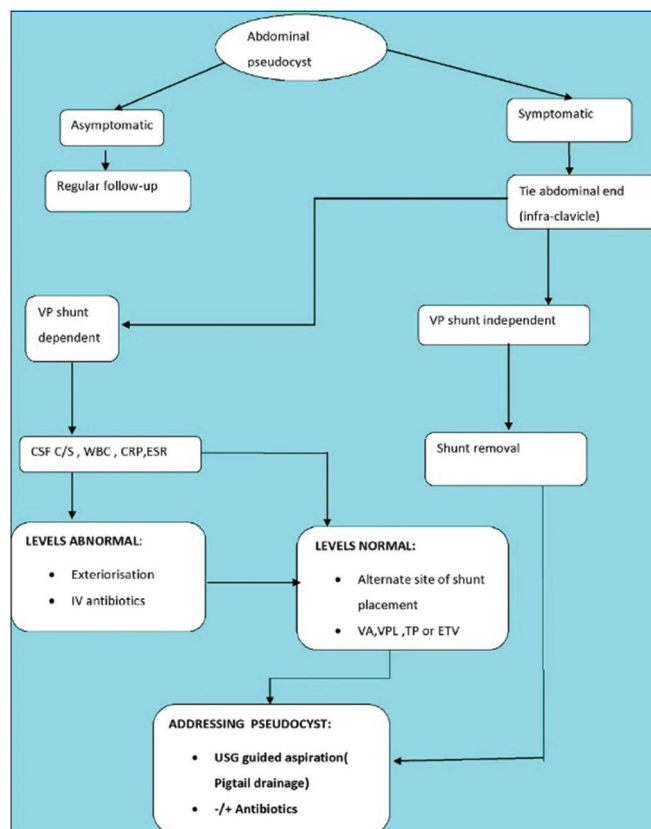 Abdominal
pseudocyst
Asymptomatic
Symptomatic
Regular follow-up
Tie abdominal end
(infra-clavicle)
VP shunt
dependent
VP shunt independent
CSF C/S , WBC , CRP,ESR
Shunt removal
LEVELS ABNORMAL:
• Exteriorisation
• IV antibiotics
LEVELS NORMAL:
• Alternate site of shunt
placement
• VA,VPL ,TP or ETV
ADDRESSING PSEUDOCYST:
• USG guided aspiration(
Pigtail drainage)
• -/+ Antibiotics